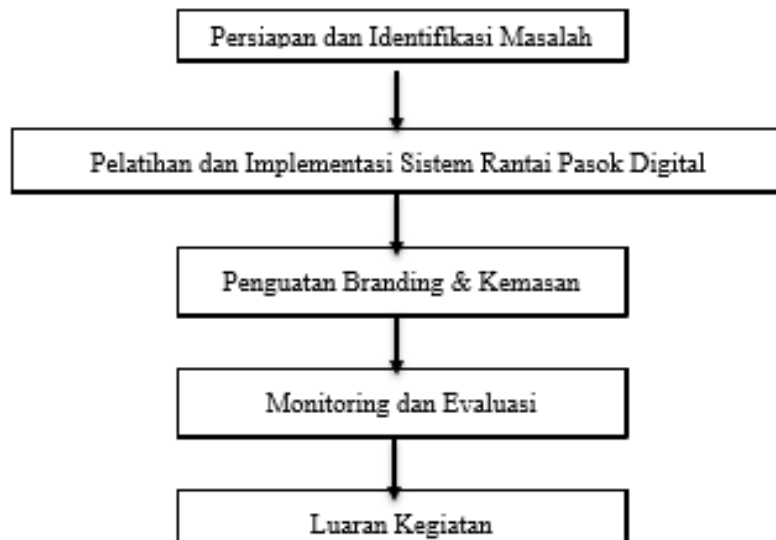 Persiapan dan Identifikasi Masalah
Pelatihan dan Implementasi Sistem Rantai Pasok Digital
Penguatan Branding & Kemasan
Monitoring dan Evaluasi
Luaran Kegiatan